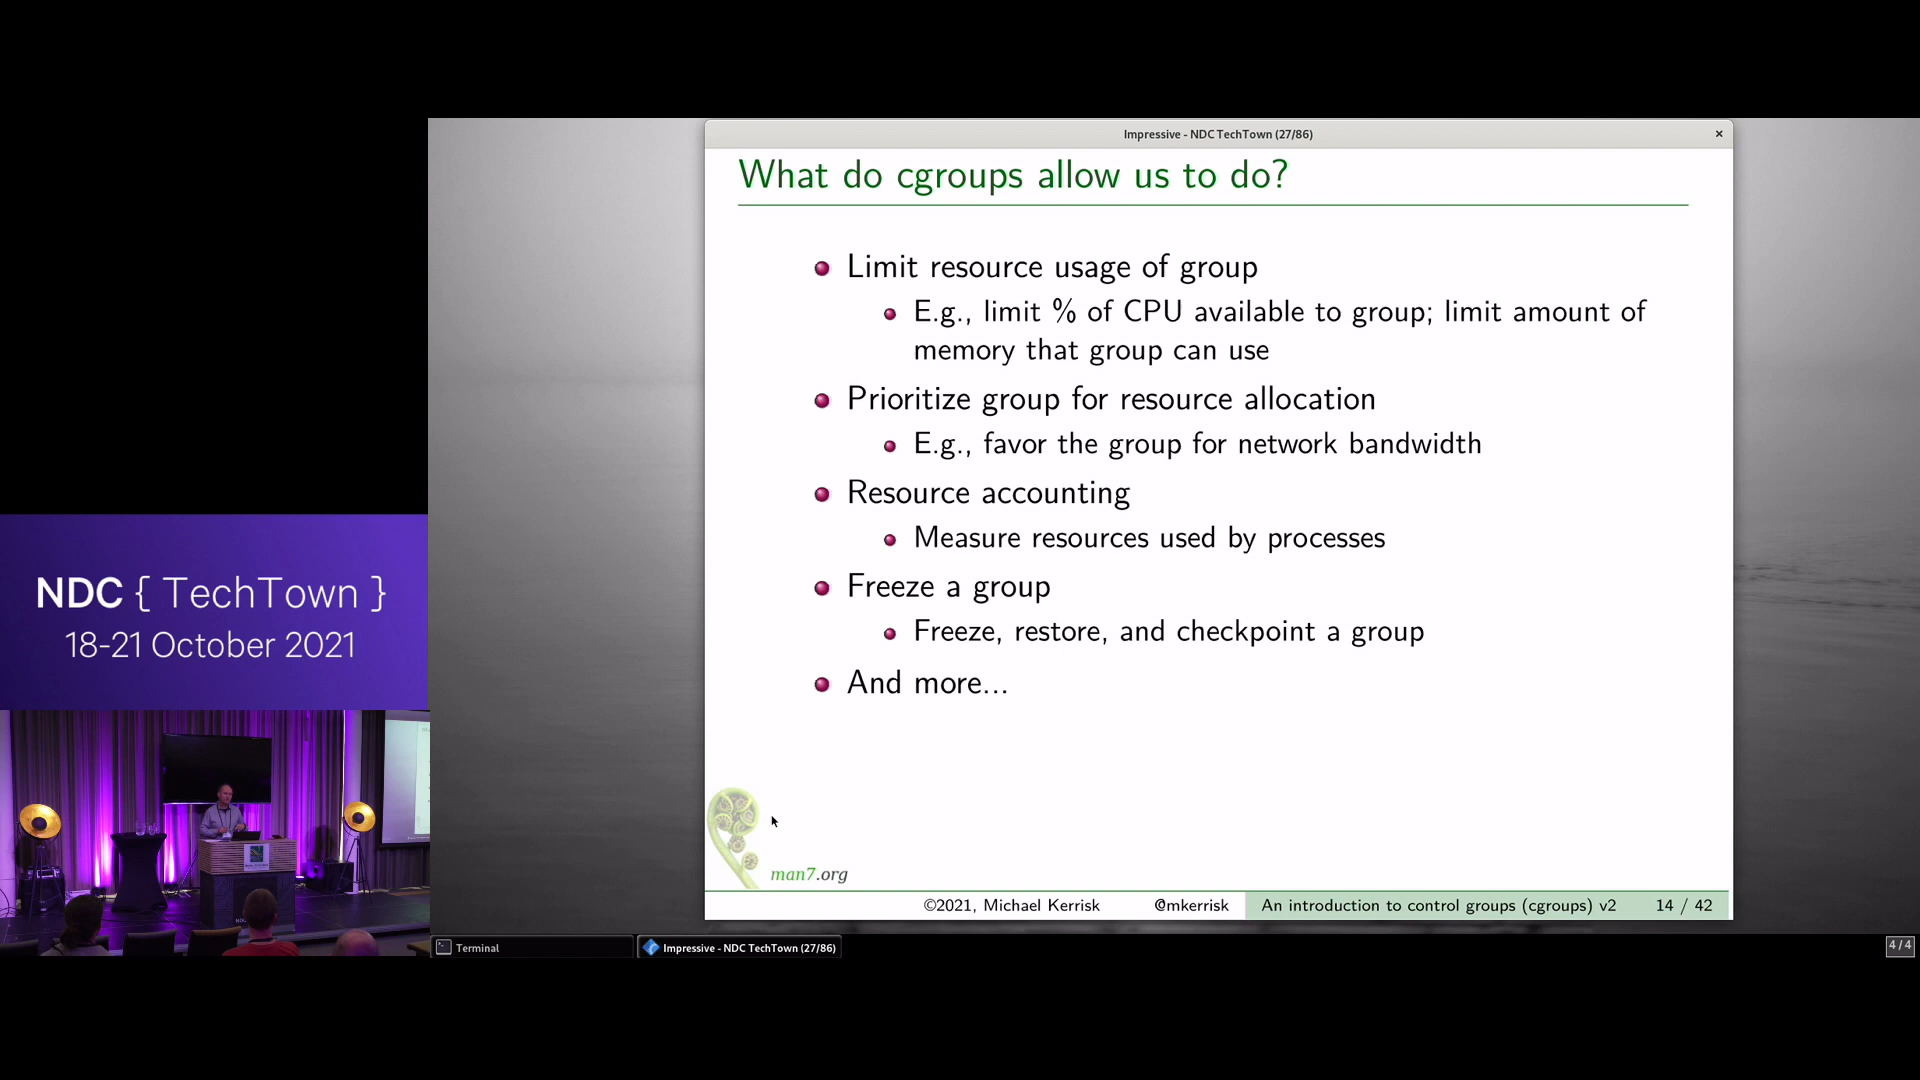 Impressive - NDC TechTown (27/86)
What do cgroups allow us to do?
Limit resource usage of group
E.g., limit % of CPU available to group; limit amount of
memory that group can use
Prioritize group for resource allocation
E.g., favor the group for network bandwidth
Resource accounting
Measure resources used by processes
Freeze a group
Freeze, restore, and checkpoint a group
And more...
man7.org
©2021, Michael Kerrisk @mkerrisk An introduction to control groups (cgroups) v2 14 / 42
NDC { TechTown }
18-21 October 2021
Terminal
Impressive - NDC TechTown (27/86)
4/4